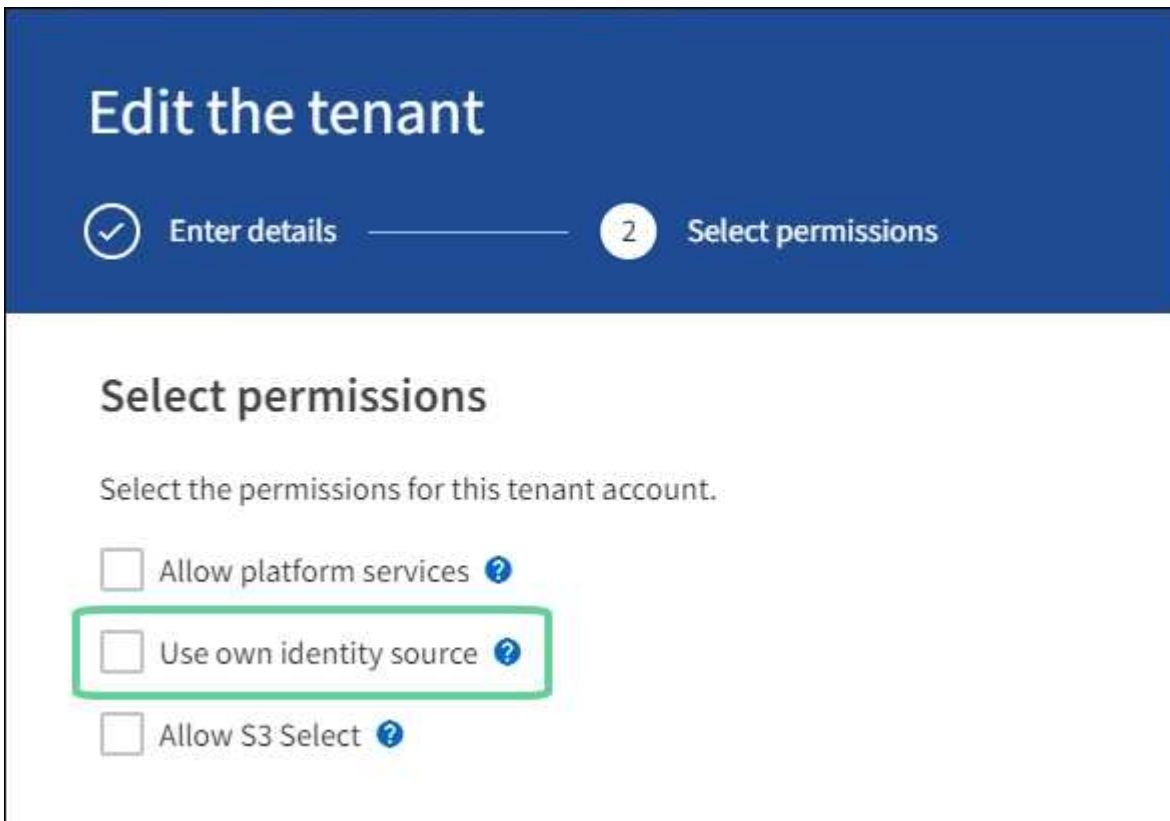 Edit the tenant
Enter details 2 Select permissions
Select permissions
Select the permissions for this tenant account.
Allow platform services ?
Use own identity source ?
Allow S3 Select ?